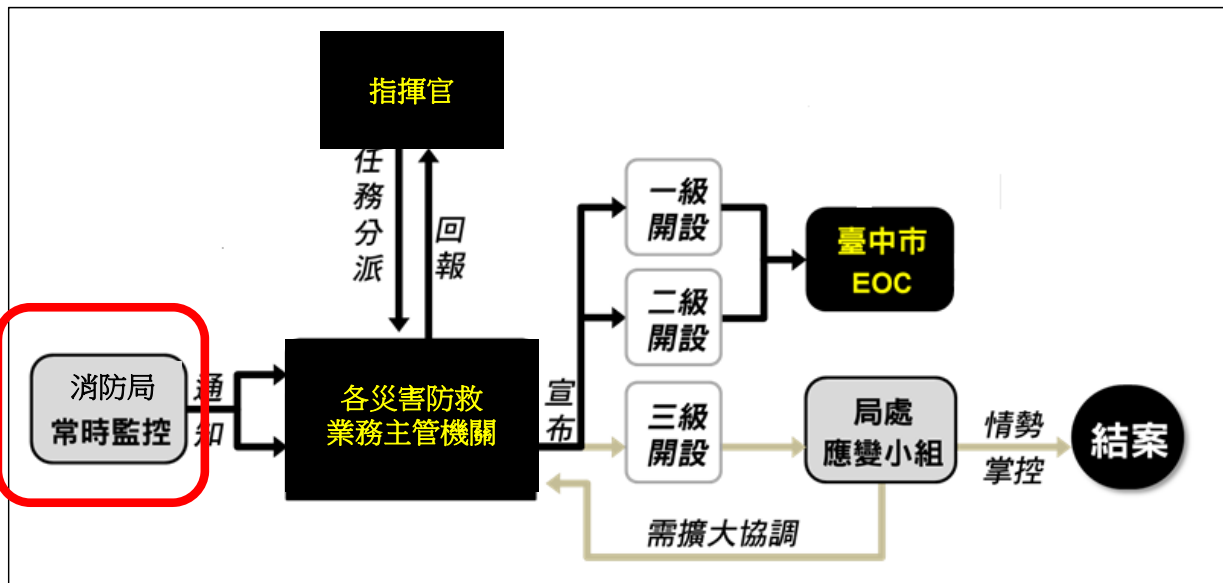 指揮官
任務分派
回報
一級
開設
臺中市
EOC
二級
開設
消防局
常時監控
通知
各災害防救
業務主管機關
宣布
三級
開設
局處
應變小組
情勢
掌控
結案
需擴大協調